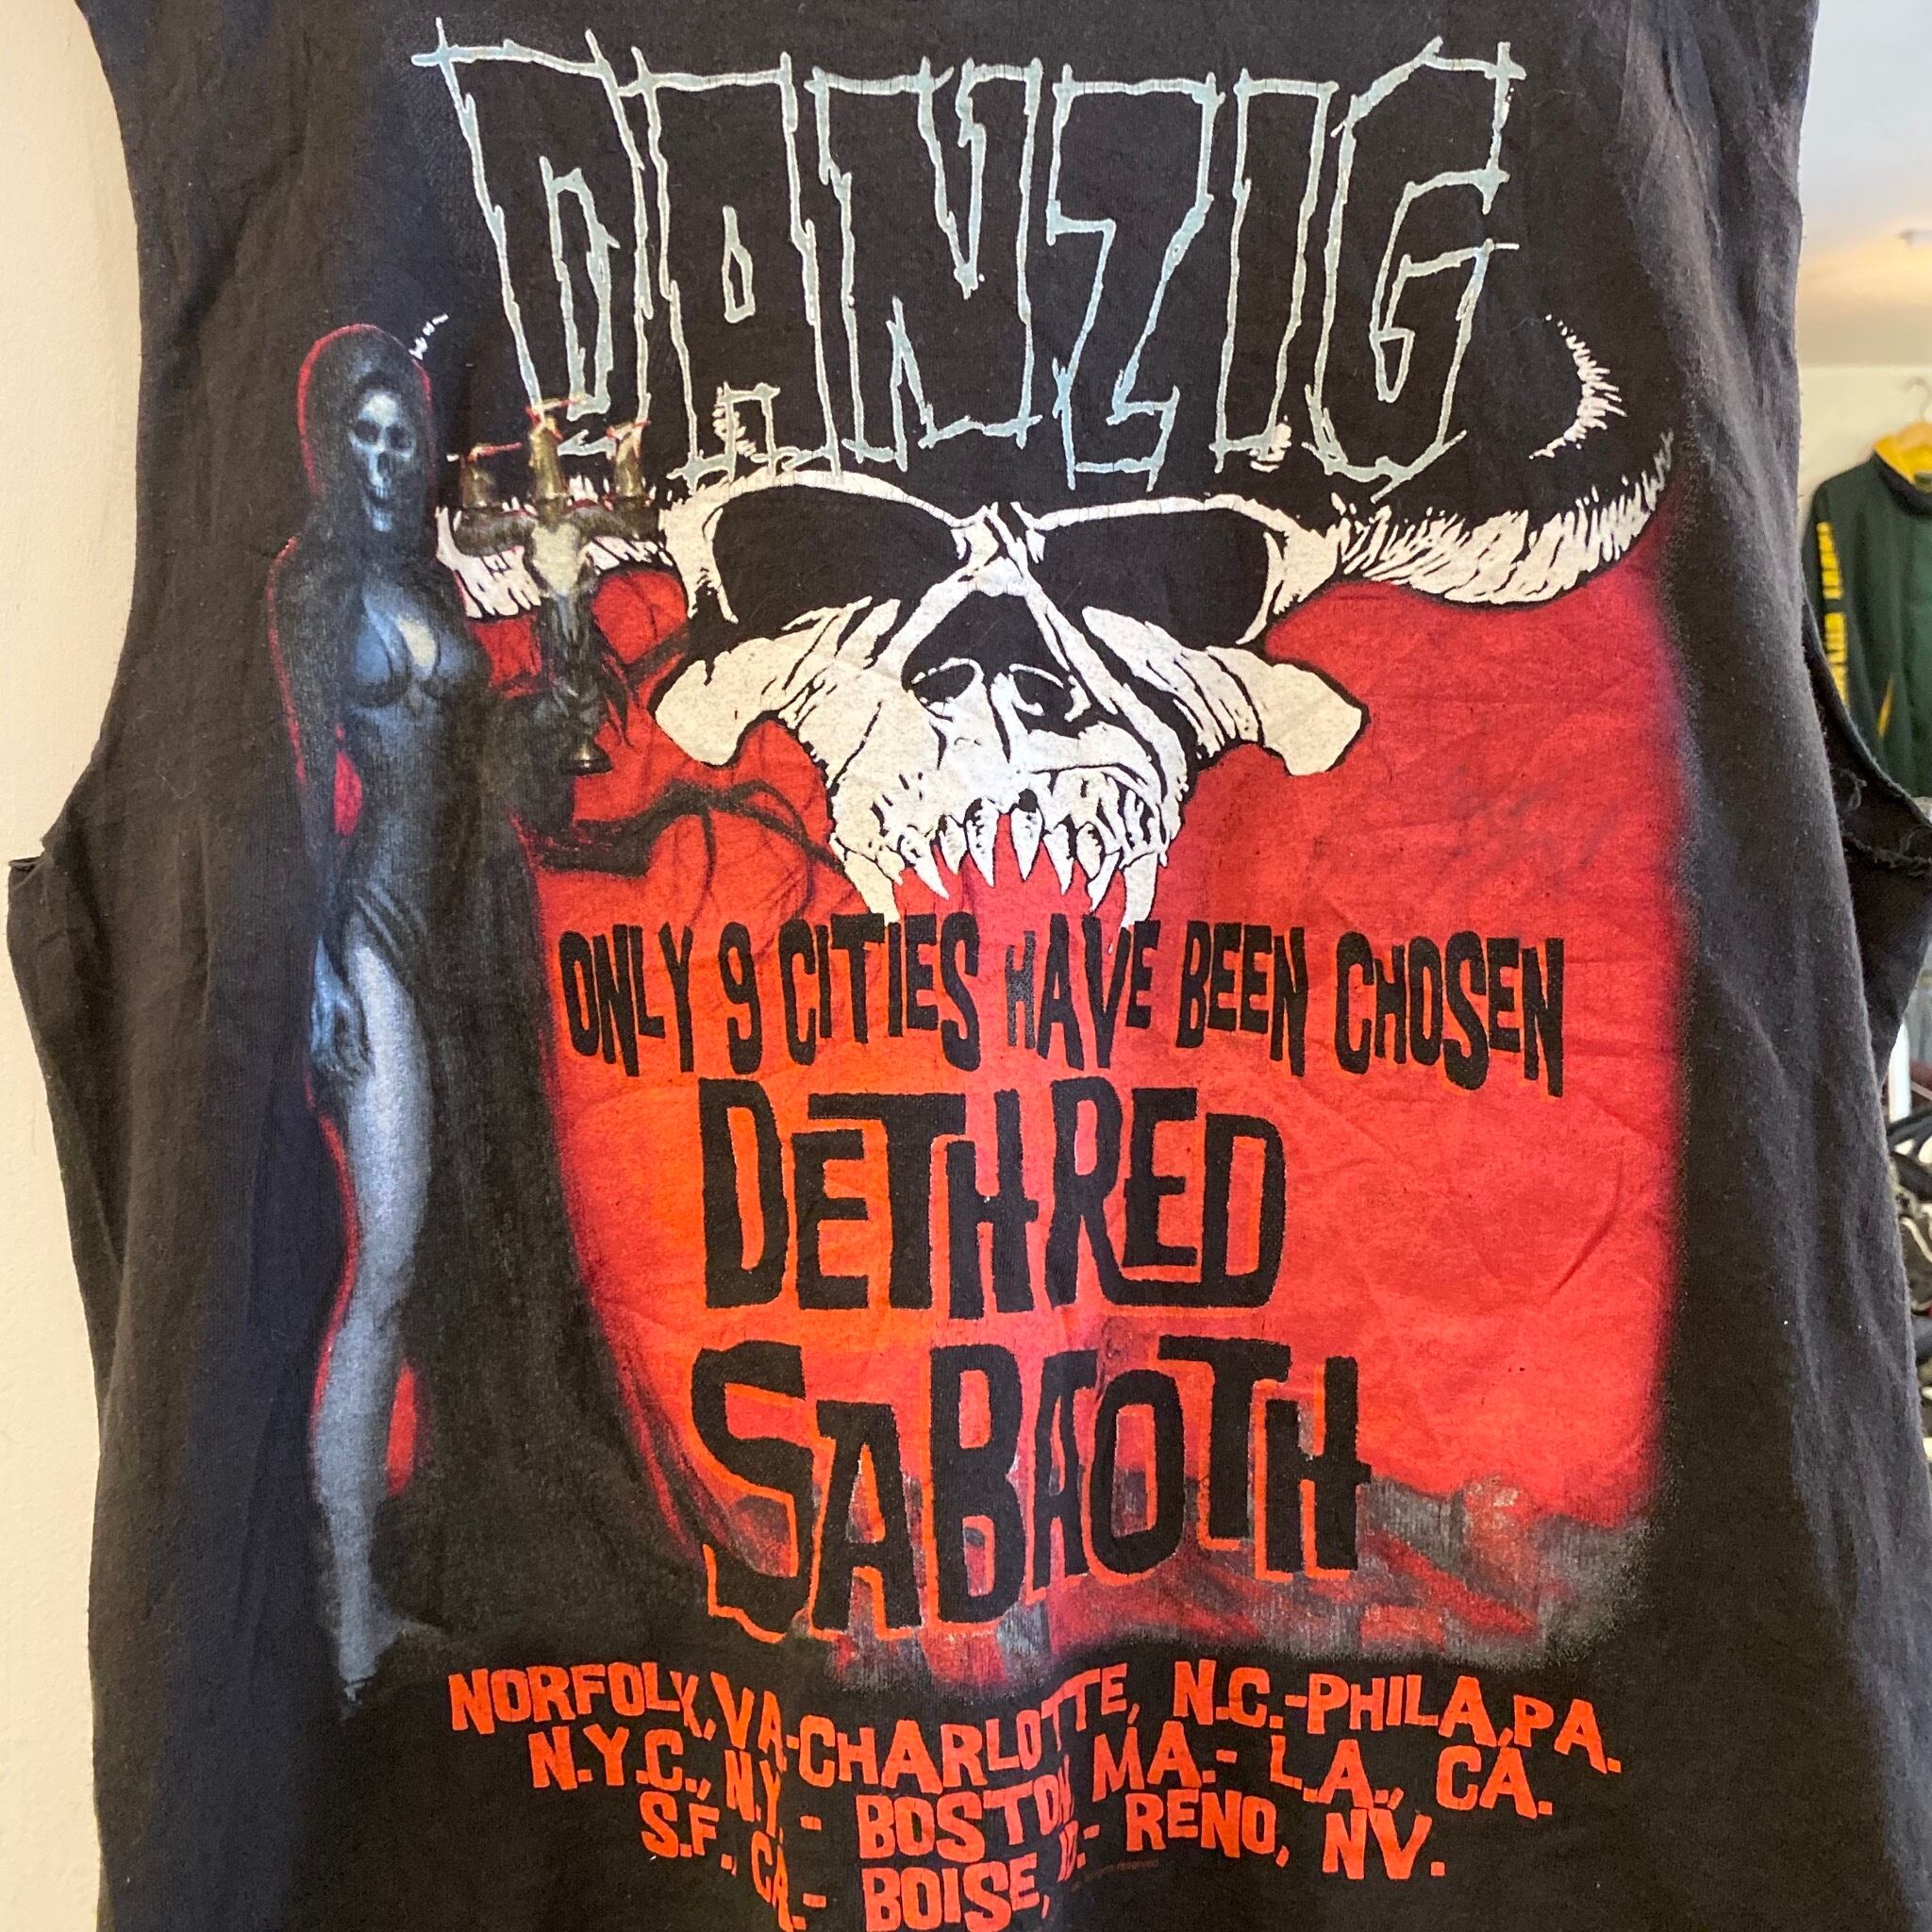 DANZIG
ONLY 9 CITIES HAVE BEEN CHOSEN
DETHRED
SABAOTH
NORFOLK, VA.-CHARLOTTE, N.C.-PHILA, PA.
N.Y.C., N.Y. - BOSTON, MA. - L.A., CA.
S.F., CA. - BOISE, - RENO, NV.